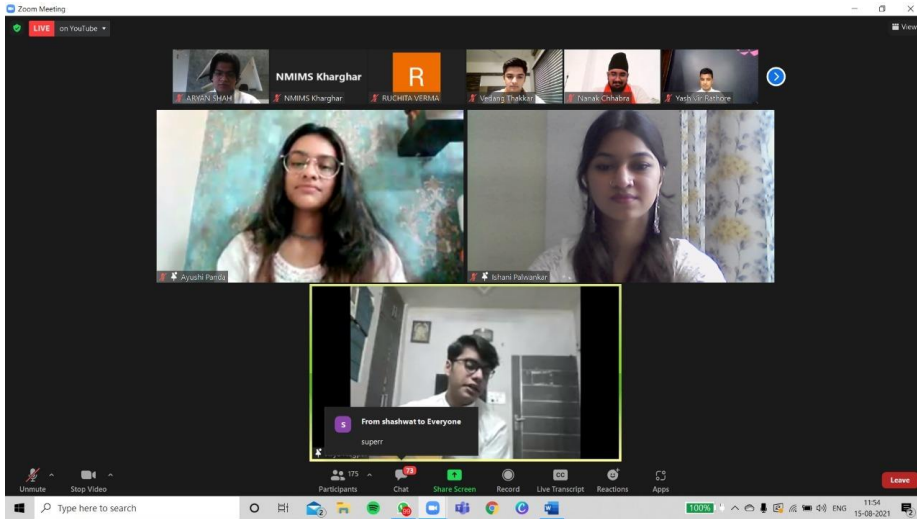 Zoom Meeting
LIVE on YouTube
View
ARYAN SHAH
NMIMS Kharghar
NMIMS Kharghar
R
RUCHITA VERMA
Vedang Thakkar
Nanak Chhabra
Yash Vir Rathore
Ayushi Panda
Ishani Palwankar
S
From shashwat to Everyone
superr
Unmute
Stop Video
175
Participants
73
Chat
Share Screen
Record
CC
Live Transcript
Reactions
Apps
Leave
Type here to search
100%
ENG
11:54
15-08-2021